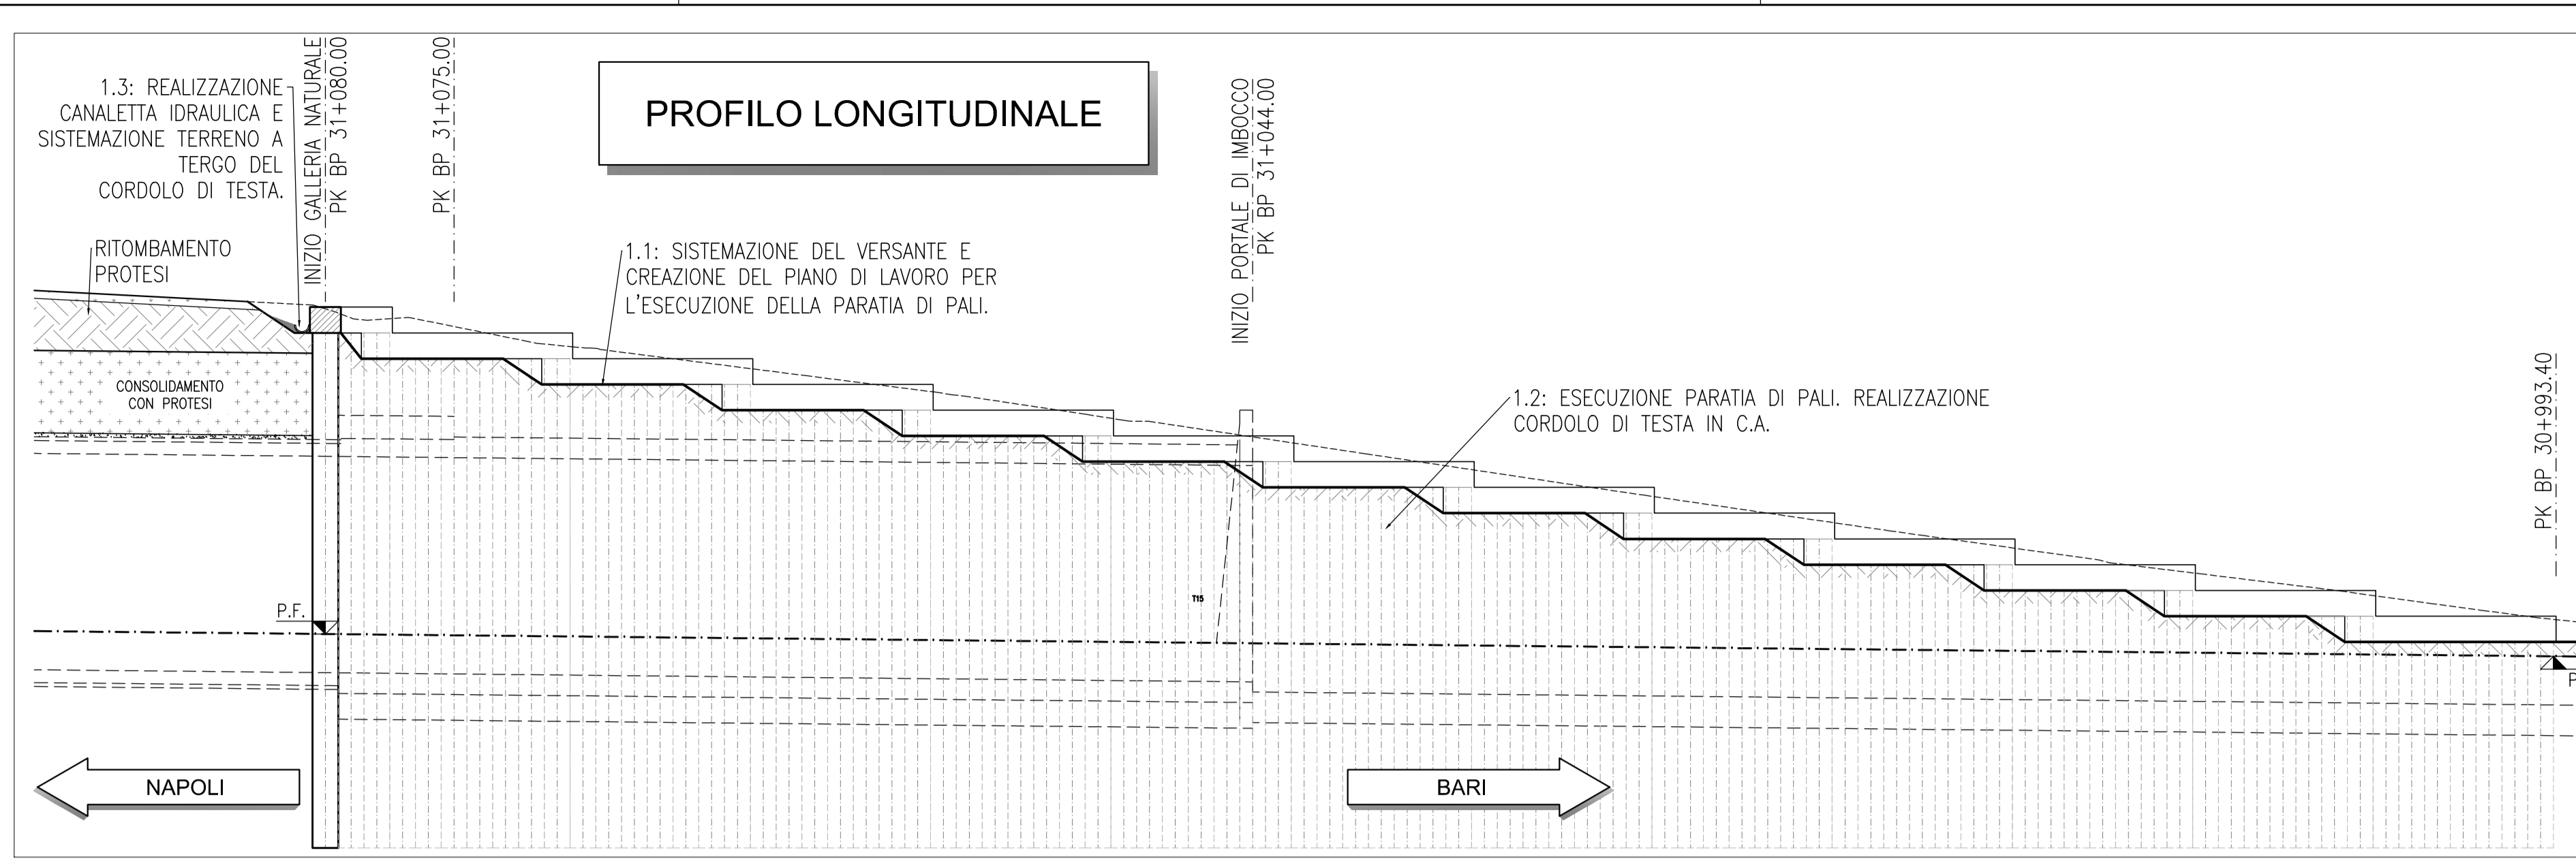 1.3: REALIZZAZIONE
CANALETTA IDRAULICA E
SISTEMAZIONE TERRENO A
TERGO DEL
CORDOLO DI TESTA.
INIZIO GALLERIA NATURALE
PK BP 31+080.00
PK BP 31+075.00
PROFILO LONGITUDINALE
INIZIO PORTALE DI IMBOCCO
PK BP 31+044.00
RITOMBAMENTO
PROTESI
1.1: SISTEMAZIONE DEL VERSANTE E
CREAZIONE DEL PIANO DI LAVORO PER
L'ESECUZIONE DELLA PARATIA DI PALI.
CONSOLIDAMENTO
CON PROTESI
1.2: ESECUZIONE PARATIA DI PALI. REALIZZAZIONE
CORDOLO DI TESTA IN C.A.
PK BP 30+993.40
T15
P.F.
P
NAPOLI
BARI